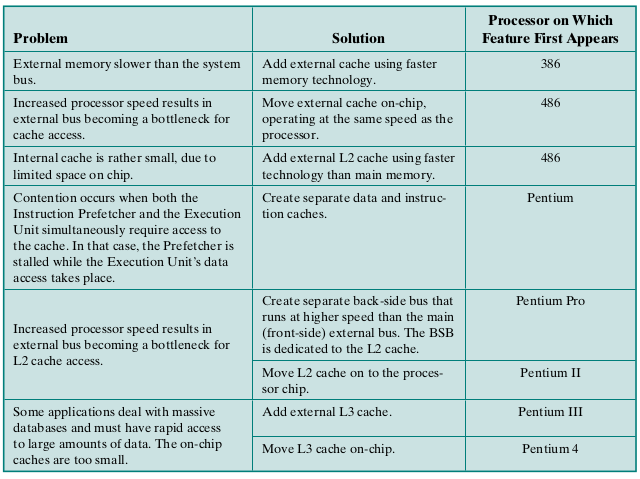 Problem
Solution
Processor on Which
Feature First Appears
External memory slower than the system
bus.
Add external cache using faster
memory technology.
386
Increased processor speed results in
external bus becoming a bottleneck for
cache access.
Move external cache on-chip,
operating at the same speed as the
processor.
486
Internal cache is rather small, due to
limited space on chip.
Add external L2 cache using faster
technology than main memory.
486
Contention occurs when both the
Instruction Prefetcher and the Execution
Unit simultaneously require access to
the cache. In that case, the Prefetcher is
stalled while the Execution Unit’s data
access takes place.
Create separate data and instruc-
tion caches.
Pentium
Increased processor speed results in
external bus becoming a bottleneck for
L2 cache access.
Create separate back-side bus that
runs at higher speed than the main
(front-side) external bus. The BSB
is dedicated to the L2 cache.
Pentium Pro
Move L2 cache on to the proces-
sor chip.
Pentium II
Some applications deal with massive
databases and must have rapid access
to large amounts of data. The on-chip
caches are too small.
Add external L3 cache.
Pentium III
Move L3 cache on-chip.
Pentium 4